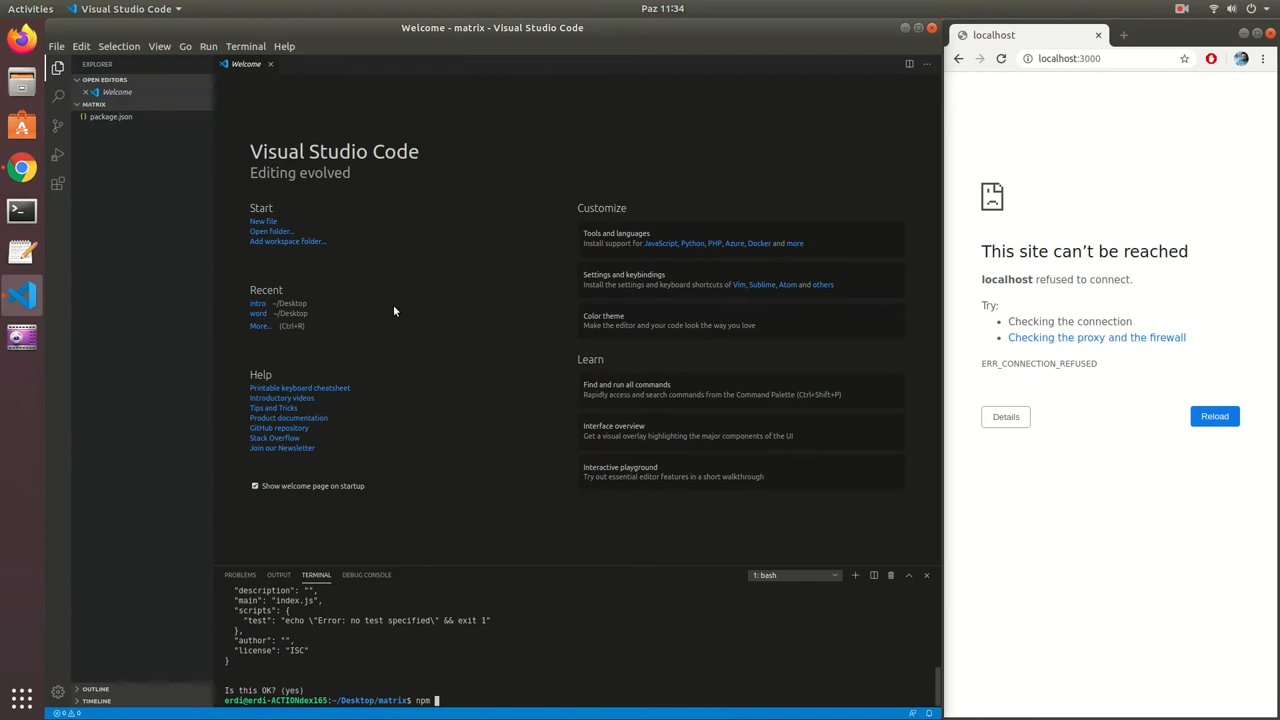 Activities
Visual Studio Code
Paz 11:34
Welcome - matrix - Visual Studio Code
File Edit Selection View Go Run Terminal Help
EXPLORER
OPEN EDITORS
Welcome
MATRIX
package.json
OUTLINE
TIMELINE
Welcome
Visual Studio Code
Editing evolved
Start
New file
Open folder...
Add workspace folder...
Recent
intro ~/Desktop
word ~/Desktop
More... (Ctrl+R)
Help
Printable keyboard cheatsheet
Introductory videos
Tips and Tricks
Product documentation
GitHub repository
Stack Overflow
Join our Newsletter
Show welcome page on startup
Customize
Tools and languages
Install support for JavaScript, Python, PHP, Azure, Docker and more
Settings and keybindings
Install the settings and keyboard shortcuts of Vim, Sublime, Atom and others
Color theme
Make the editor and your code look the way you love
Learn
Find and run all commands
Rapidly access and search commands from the Command Palette (Ctrl+Shift+P)
Interface overview
Get a visual overlay highlighting the major components of the UI
Interactive playground
Try out essential editor features in a short walkthrough
PROBLEMS OUTPUT TERMINAL DEBUG CONSOLE
1: bash
"description": "",
"main": "index.js",
"scripts": {
"test": "echo \"Error: no test specified\" && exit 1"
},
"author": "",
"license": "ISC"
}
Is this OK? (yes)
erdi@erdi-ACTIONdex165:~/Desktop/matrix$ npm
0 0
localhost
localhost:3000
This site can’t be reached
localhost refused to connect.
Try:
Checking the connection
Checking the proxy and the firewall
ERR_CONNECTION_REFUSED
Details
Reload